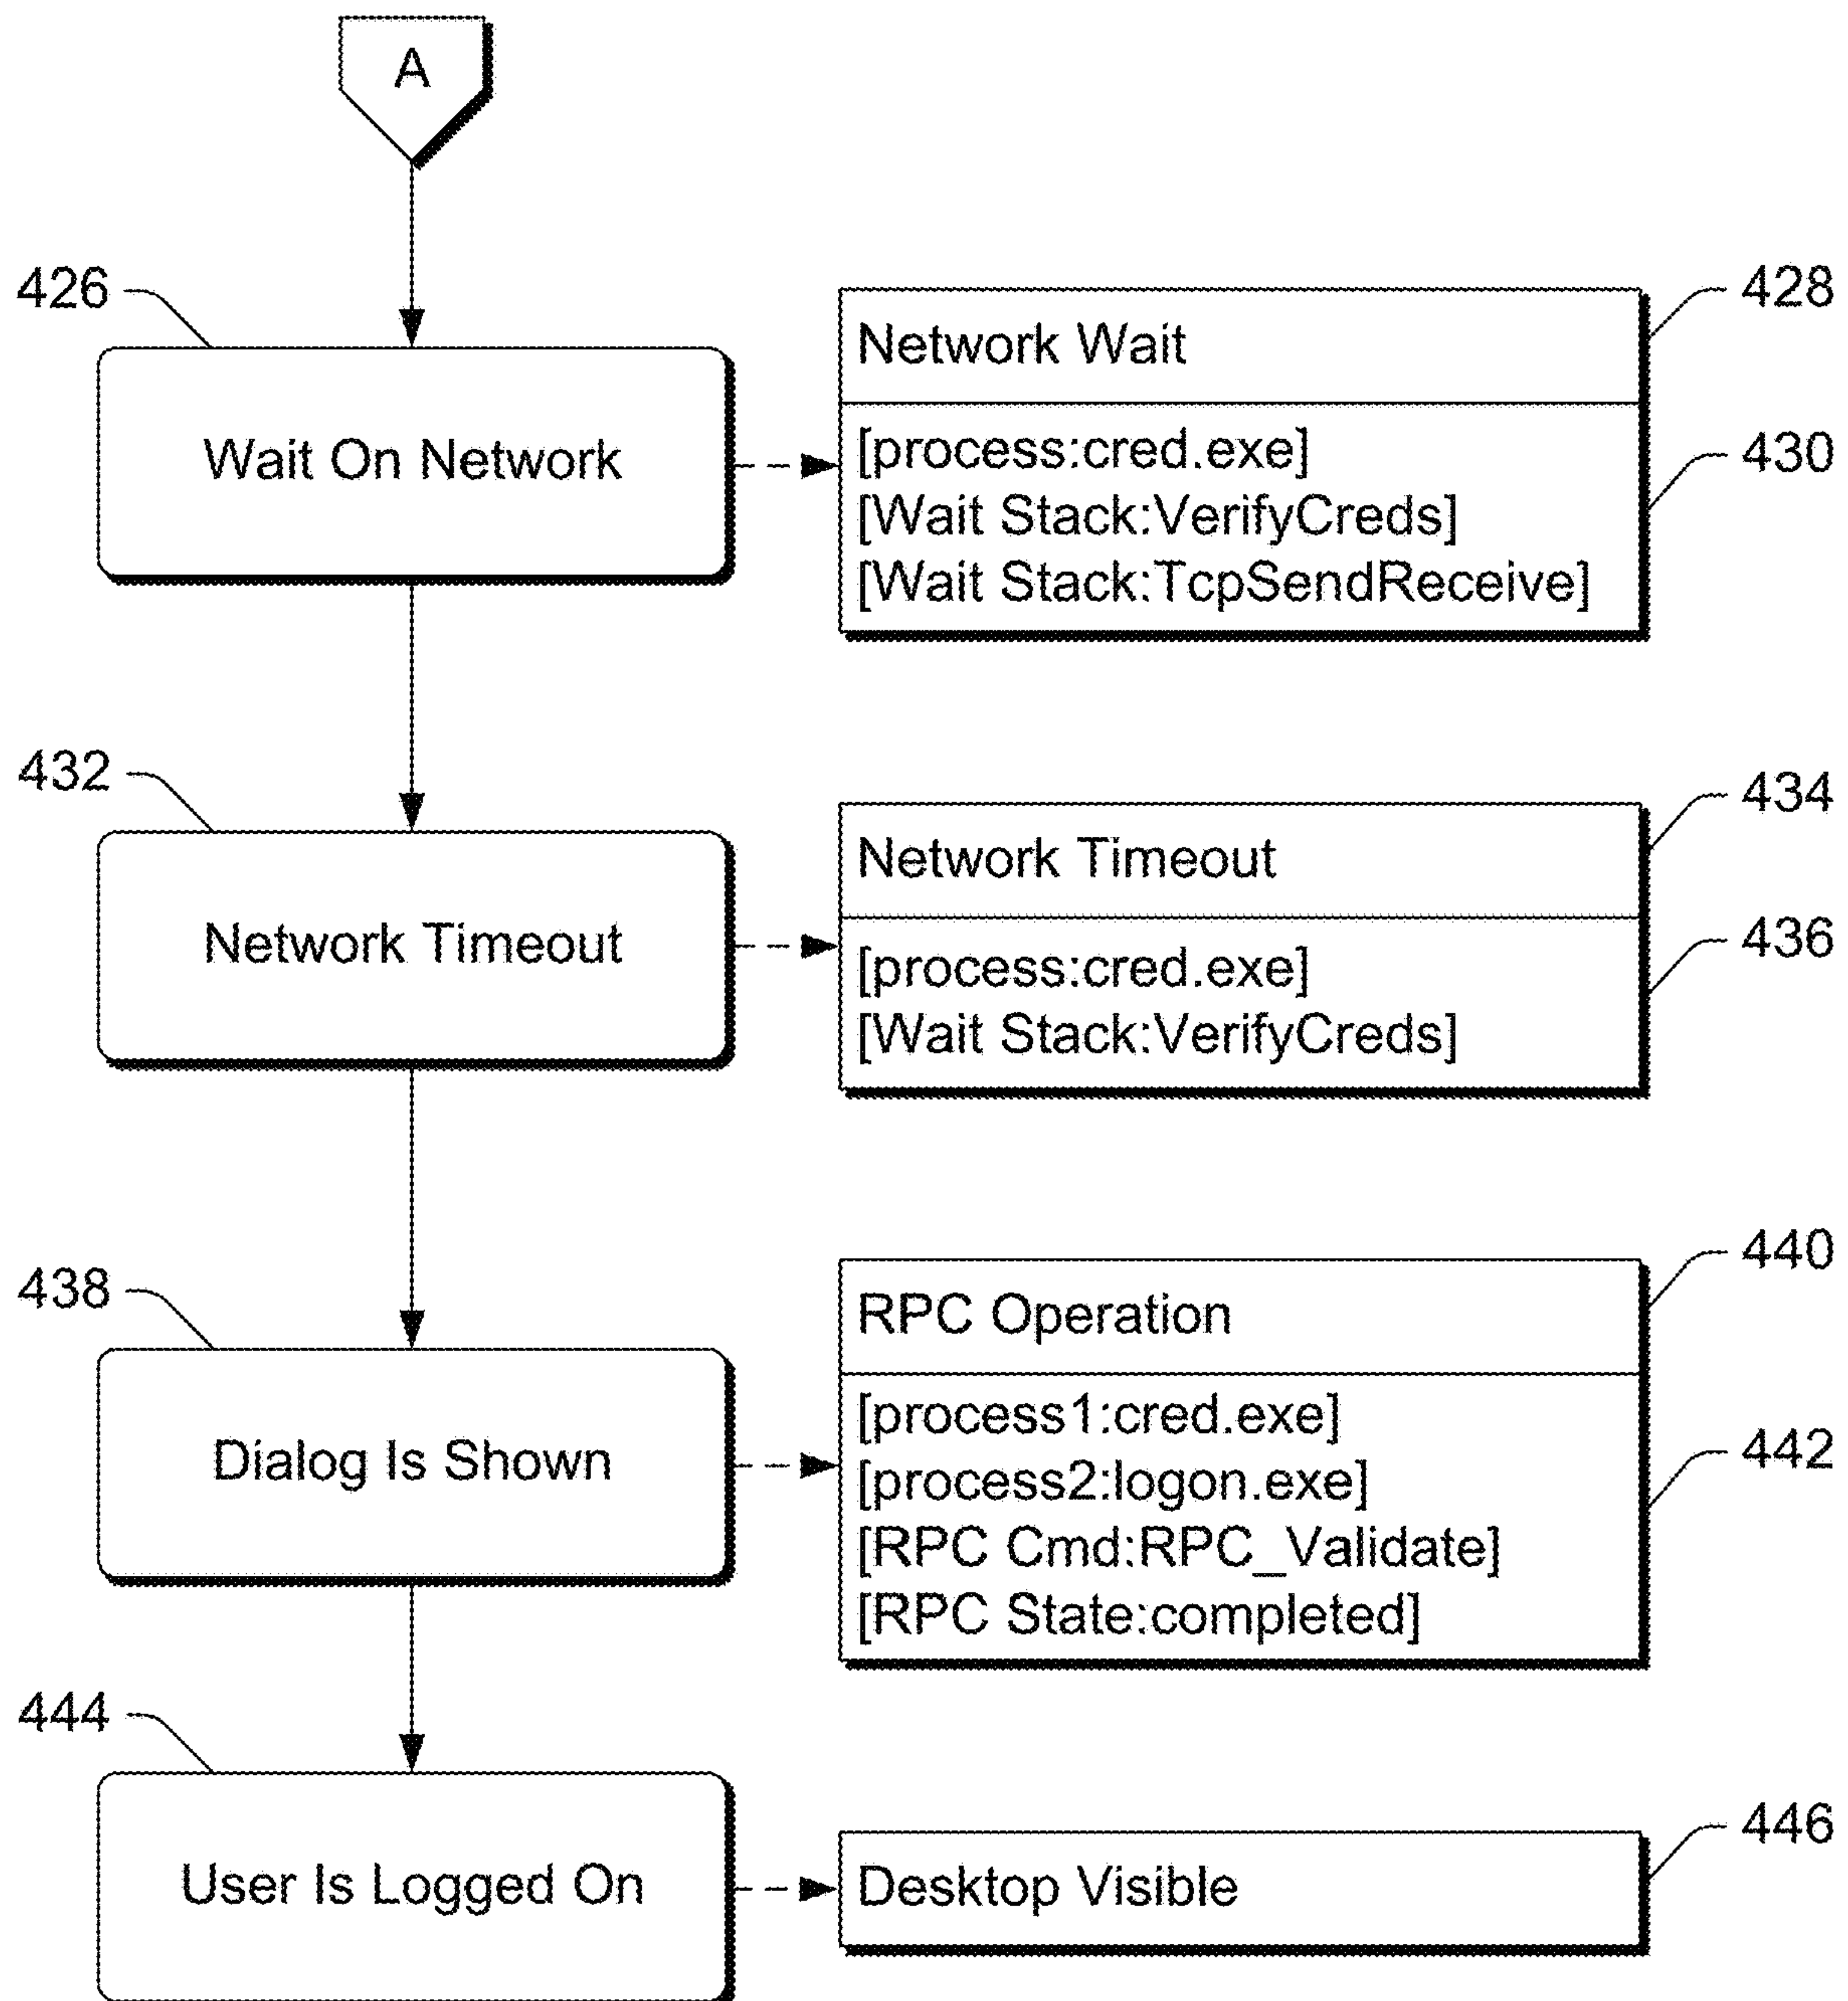 A
426
Wait On Network
428
Network Wait
430
[process:cred.exe]
[Wait Stack:VerifyCreds]
[Wait Stack:TcpSendReceive]
432
Network Timeout
434
Network Timeout
436
[process:cred.exe]
[Wait Stack:VerifyCreds]
438
Dialog Is Shown
440
RPC Operation
442
[process1:cred.exe]
[process2:logon.exe]
[RPC Cmd:RPC_Validate]
[RPC State:completed]
444
User Is Logged On
446
Desktop Visible